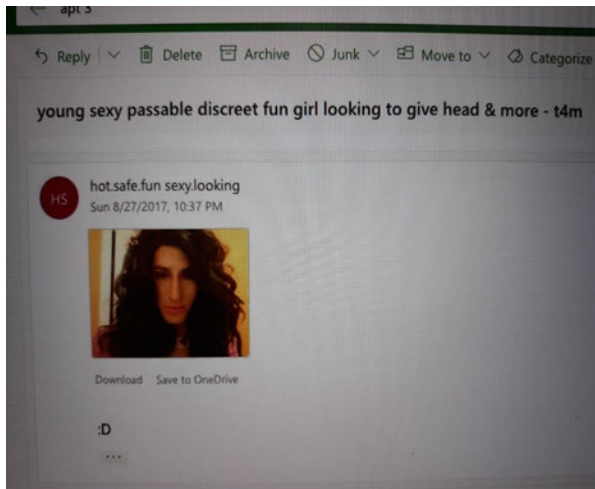 apt 3
Reply
Delete
Archive
Junk
Move to
Categorize
young sexy passable discreet fun girl looking to give head & more - t4m
HS
hot.safe.fun sexy.looking
Sun 8/27/2017, 10:37 PM
Download Save to OneDrive
:D
...